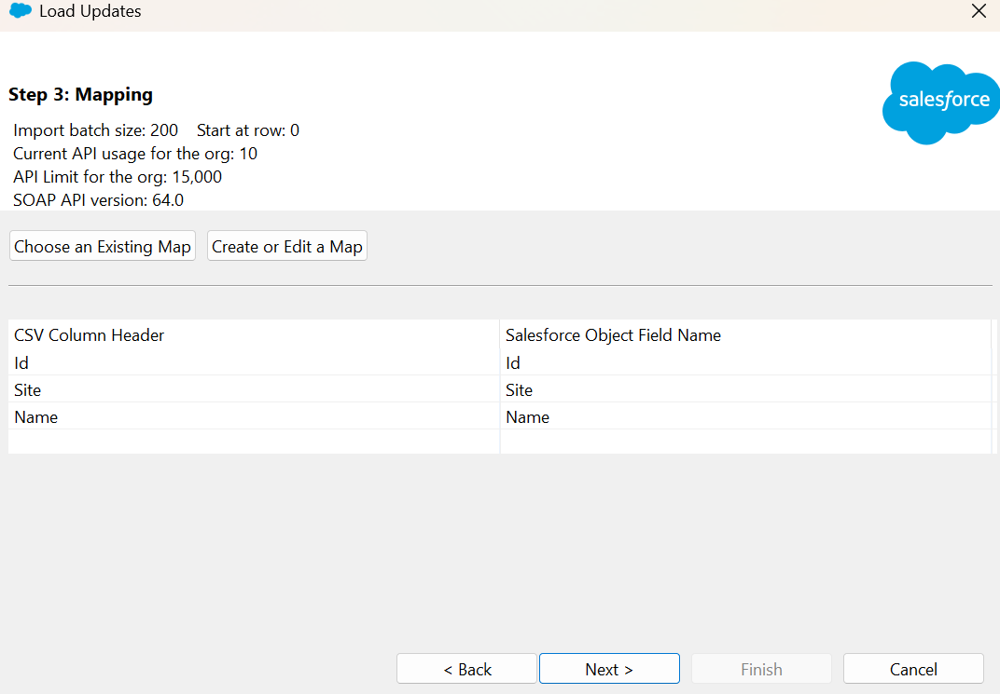 Load Updates
Step 3: Mapping
salesforce
Import batch size: 200 Start at row: 0
Current API usage for the org: 10
API Limit for the org: 15,000
SOAP API version: 64.0
Choose an Existing Map Create or Edit a Map
CSV Column Header Salesforce Object Field Name
Id Id
Site Site
Name Name
< Back Next > Finish Cancel